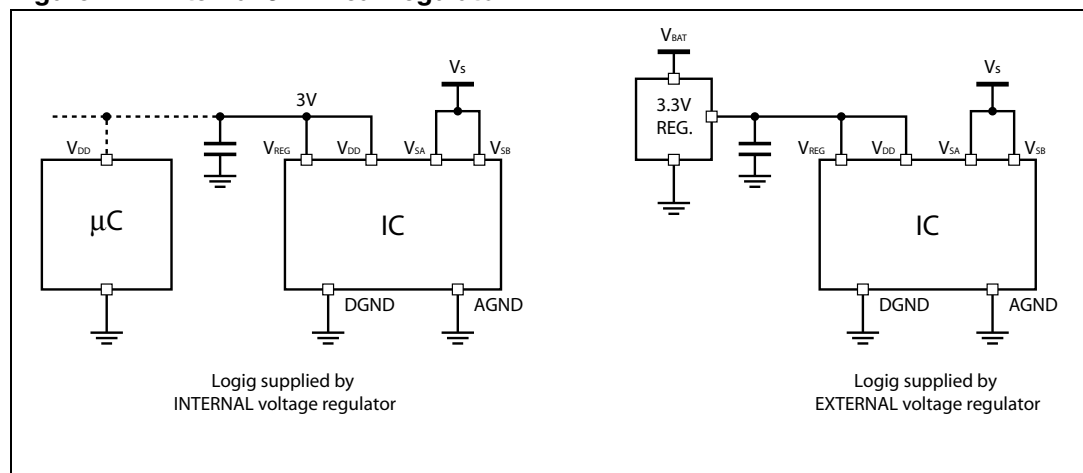 3V
Vs
VDD
VREG
VDD
VSA
VSB
µC
IC
DGND
AGND
Logig supplied by
INTERNAL voltage regulator
VBAT
3.3V
REG.
Vs
VREG
VDD
VSA
VSB
IC
DGND
AGND
Logig supplied by
EXTERNAL voltage regulator